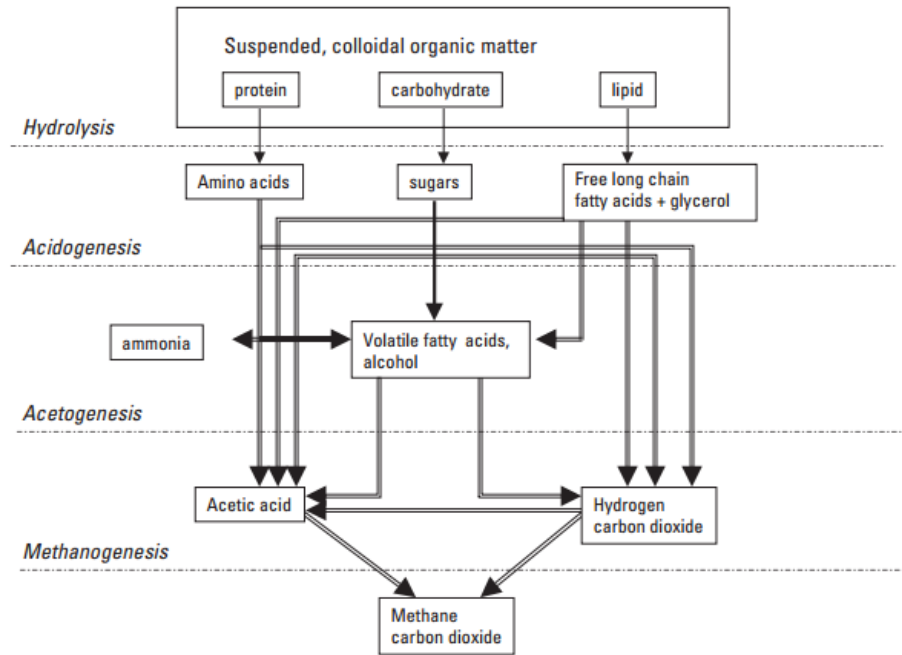 Suspended, colloidal organic matter
protein
carbohydrate
lipid
Hydrolysis
Amino acids
sugars
Free long chain
fatty acids + glycerol
Acidogenesis
ammonia
Volatile fatty acids,
alcohol
Acetogenesis
Acetic acid
Hydrogen
carbon dioxide
Methanogenesis
Methane
carbon dioxide